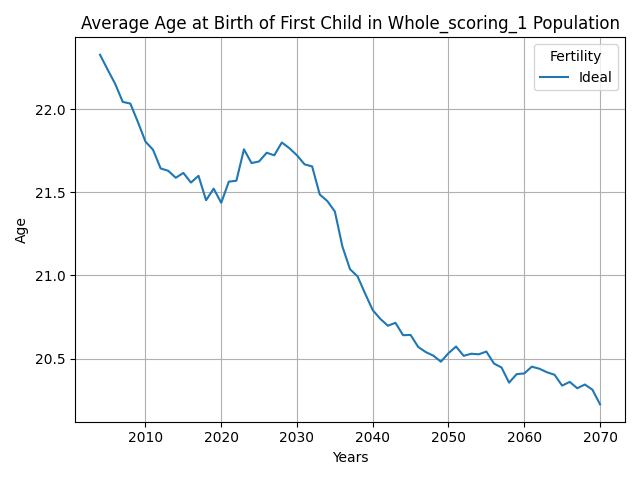 Average Age at Birth of First Child in Whole_scoring_1 Population
Fertility
Ideal
22.0
21.5
21.0
20.5
Age
2010 2020 2030 2040 2050 2060 2070
Years